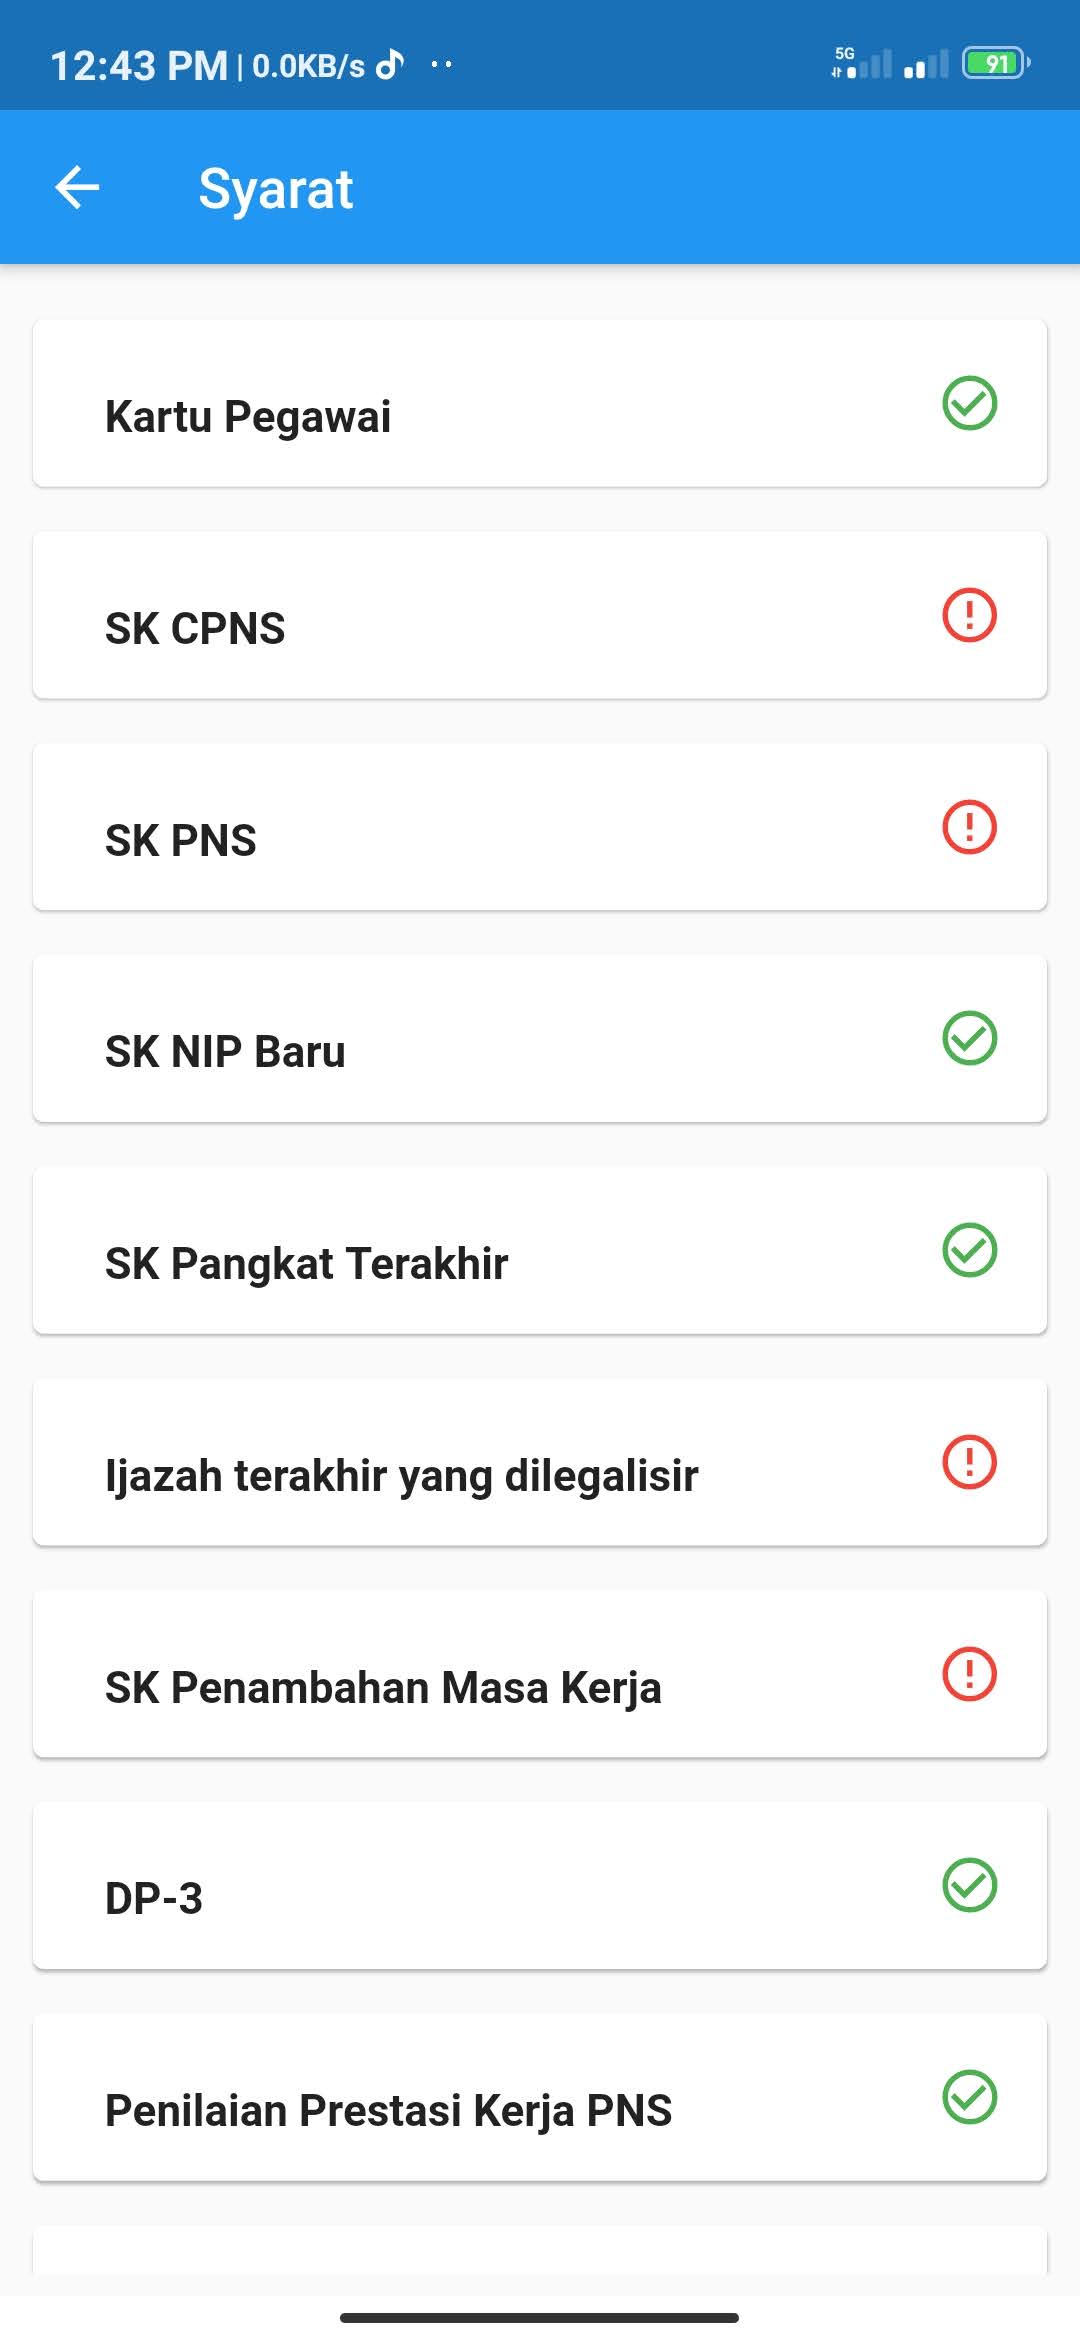 12:43 PM | 0.0KB/s
5G
91
Syarat
Kartu Pegawai
SK CPNS
SK PNS
SK NIP Baru
SK Pangkat Terakhir
Ijazah terakhir yang dilegalisir
SK Penambahan Masa Kerja
DP-3
Penilaian Prestasi Kerja PNS